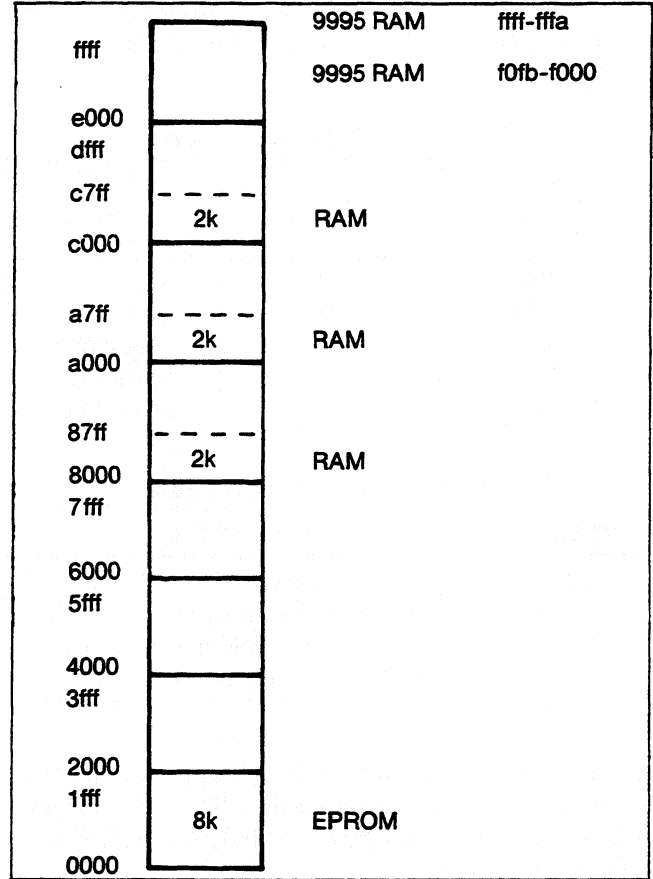 9995 RAM ffff-fffa
ffff
9995 RAM f0fb-f000
e000
dfff
c7ff
2k RAM
c000
a7ff
2k RAM
a000
87ff
2k RAM
8000
7fff
6000
5fff
4000
3fff
2000
1fff
8k EPROM
0000